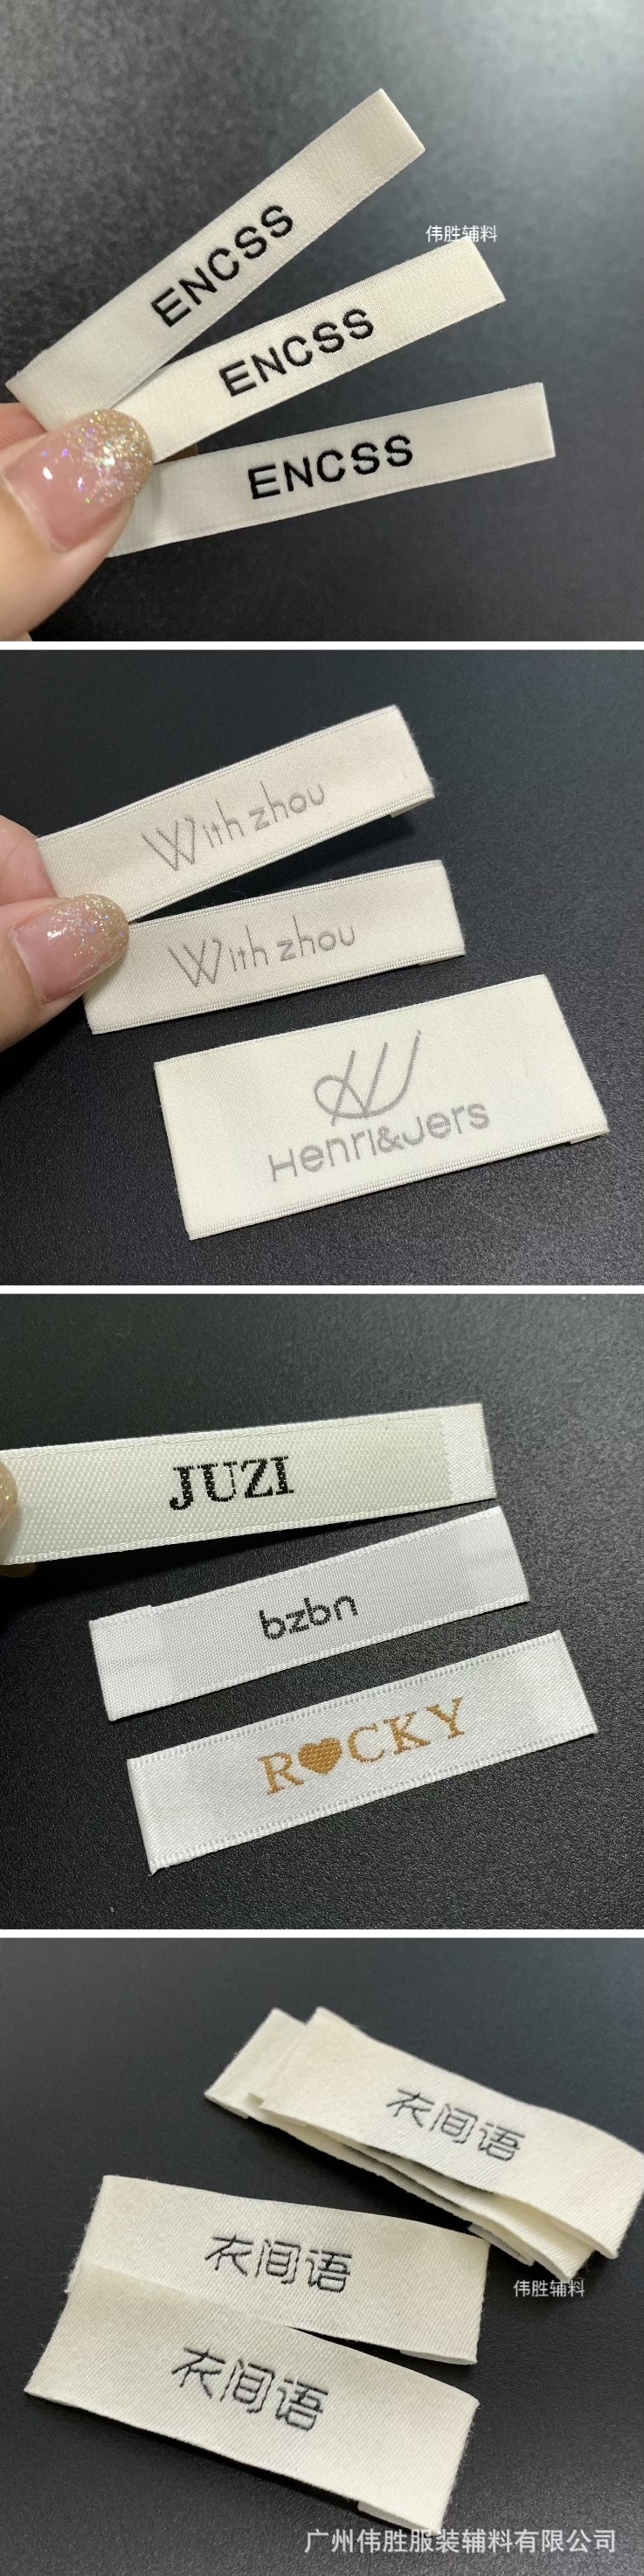 伟胜辅料
ENCSS
ENCSS
ENCSS
With zhou
With zhou
Henri&Jers
JUZI
bzbn
R♥CKY
衣间语
衣间语
伟胜辅料
衣间语
广州伟胜服装辅料有限公司